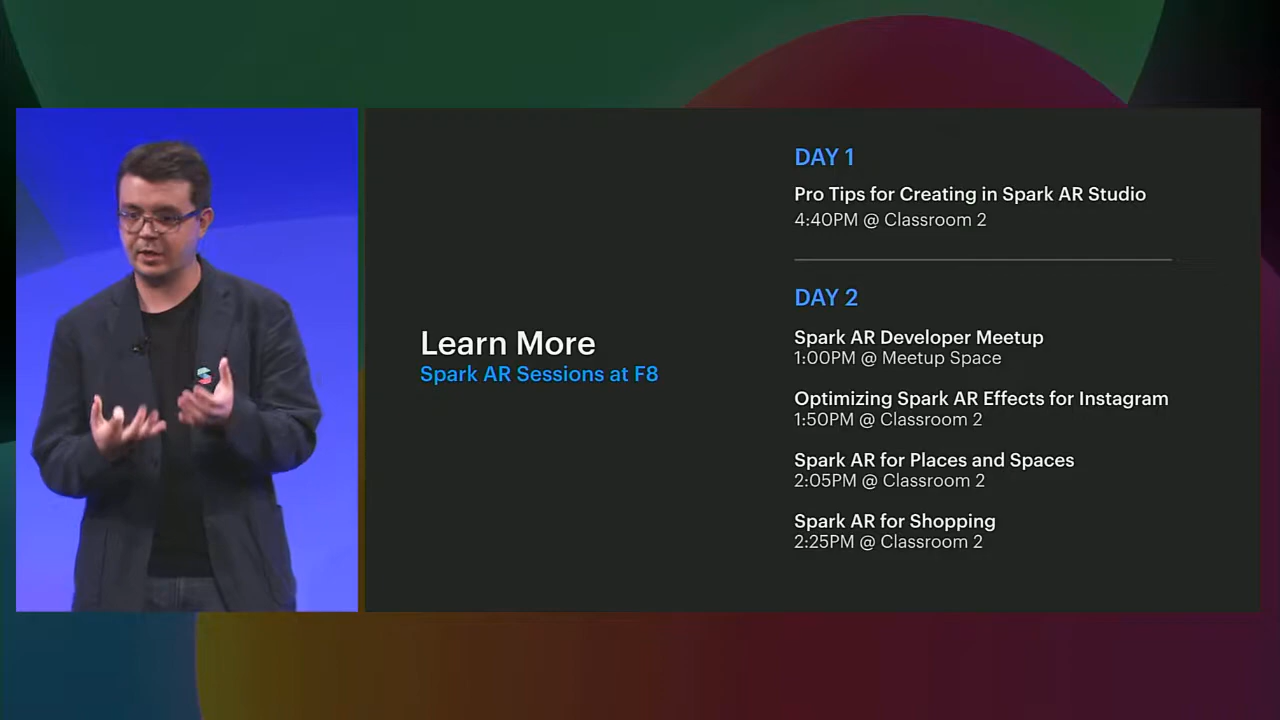 Learn More
Spark AR Sessions at F8
DAY 1
Pro Tips for Creating in Spark AR Studio
4:40PM @ Classroom 2
DAY 2
Spark AR Developer Meetup
1:00PM @ Meetup Space
Optimizing Spark AR Effects for Instagram
1:50PM @ Classroom 2
Spark AR for Places and Spaces
2:05PM @ Classroom 2
Spark AR for Shopping
2:25PM @ Classroom 2